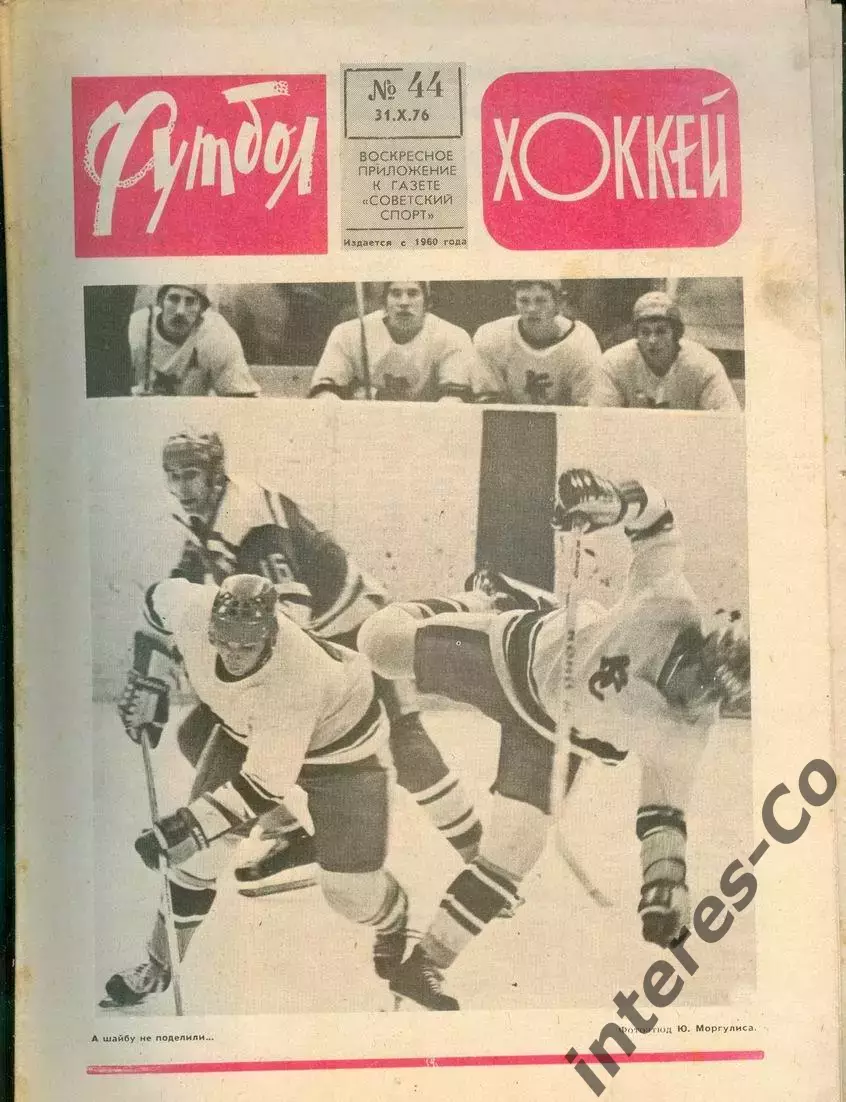 Футбол
№ 44
31.X.76
ВОСКРЕСНОЕ
ПРИЛОЖЕНИЕ
К ГАЗЕТЕ
«СОВЕТСКИЙ
СПОРТ»
Издается с 1960 года
ХОККЕЙ
16
А шайбу не поделили...
Фотоэтюд Ю. Моргулиса.
interes-Co